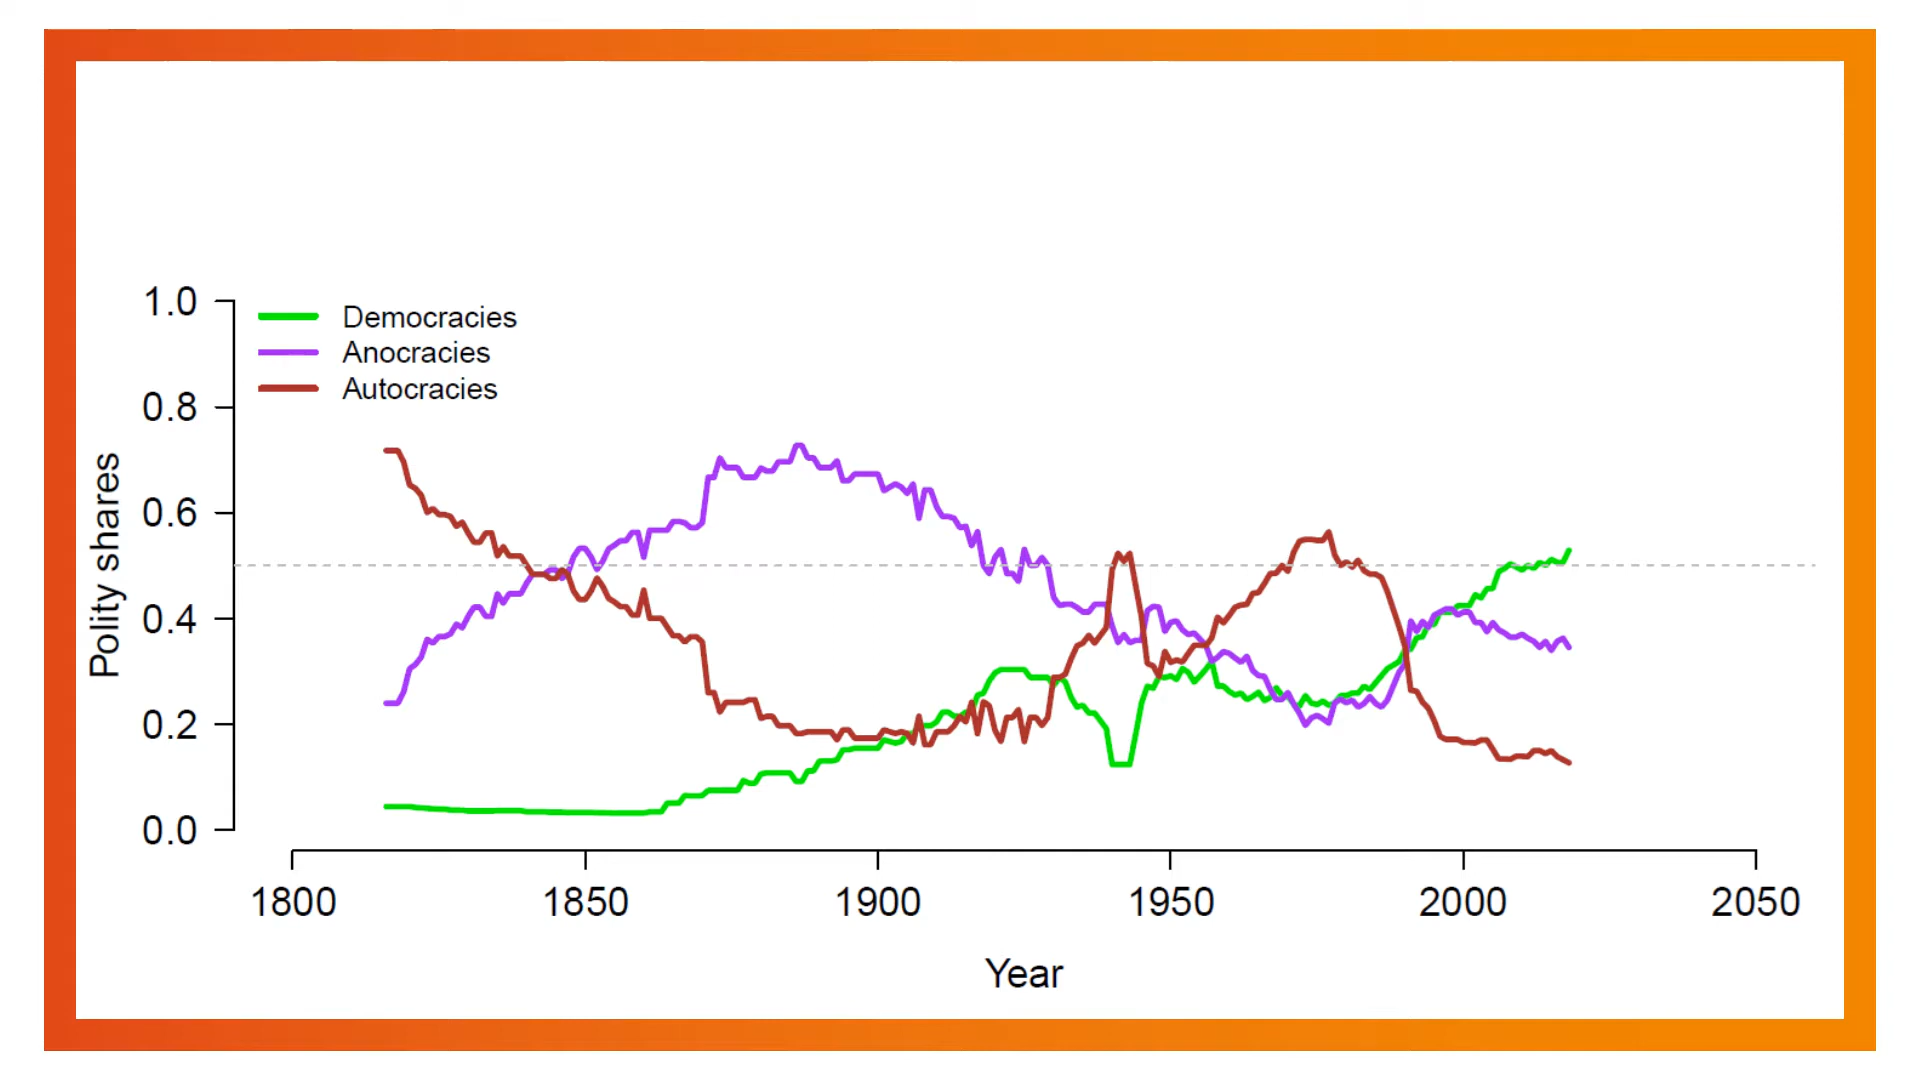 1.0
0.8
0.6
0.4
0.2
0.0
Polity shares
Democracies
Anocracies
Autocracies
1800 1850 1900 1950 2000 2050
Year